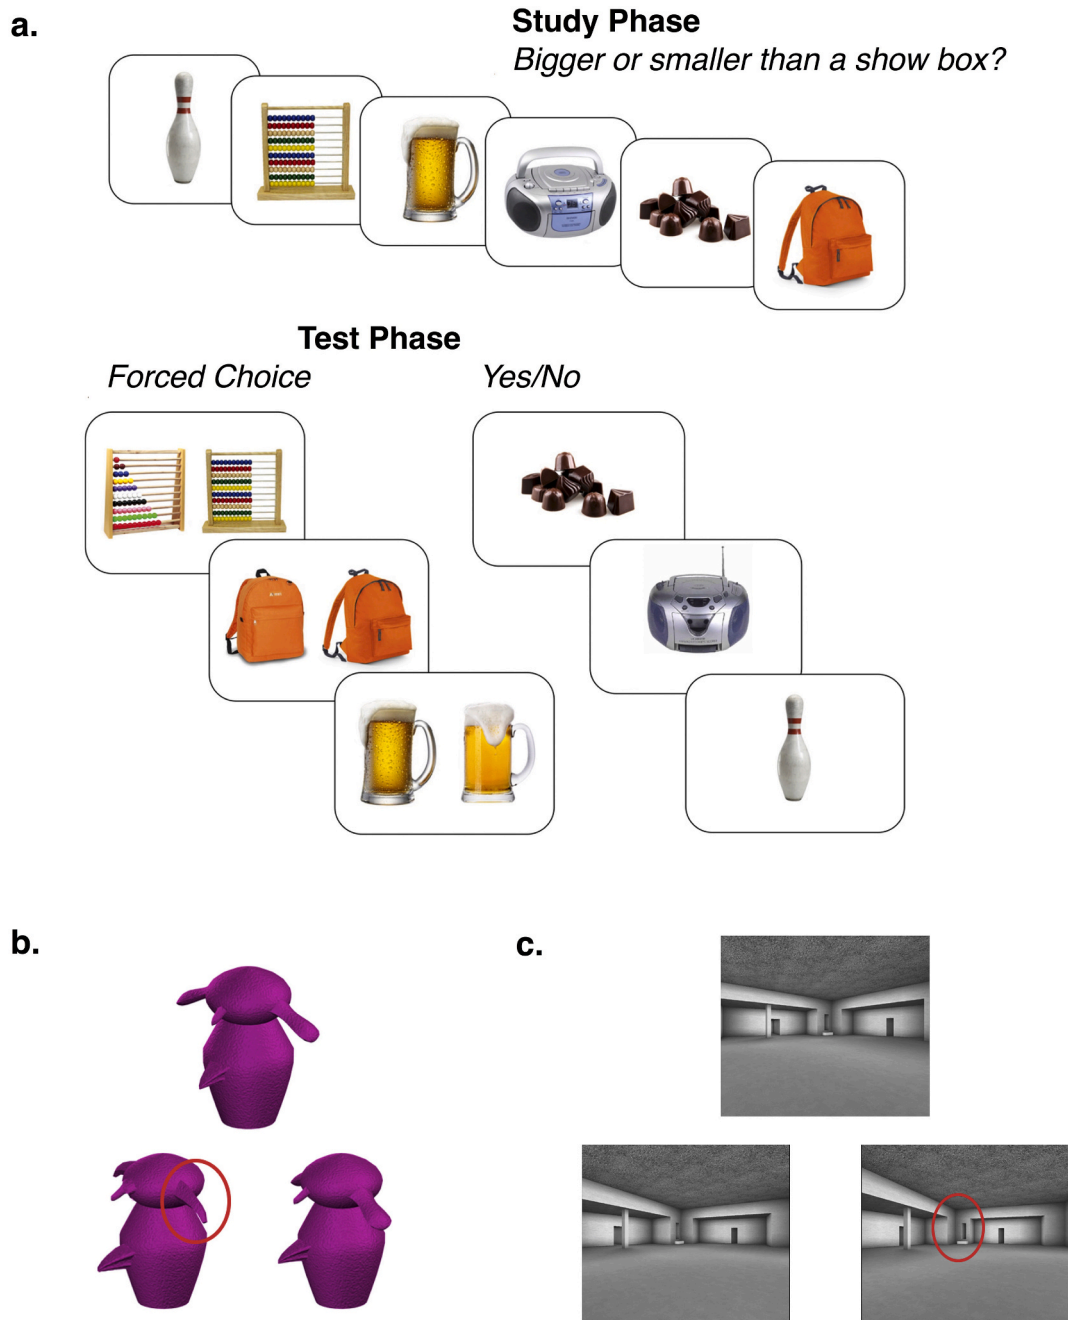 a.
Study Phase
Bigger or smaller than a show box?
Test Phase
Forced Choice
Yes/No
b.
c.